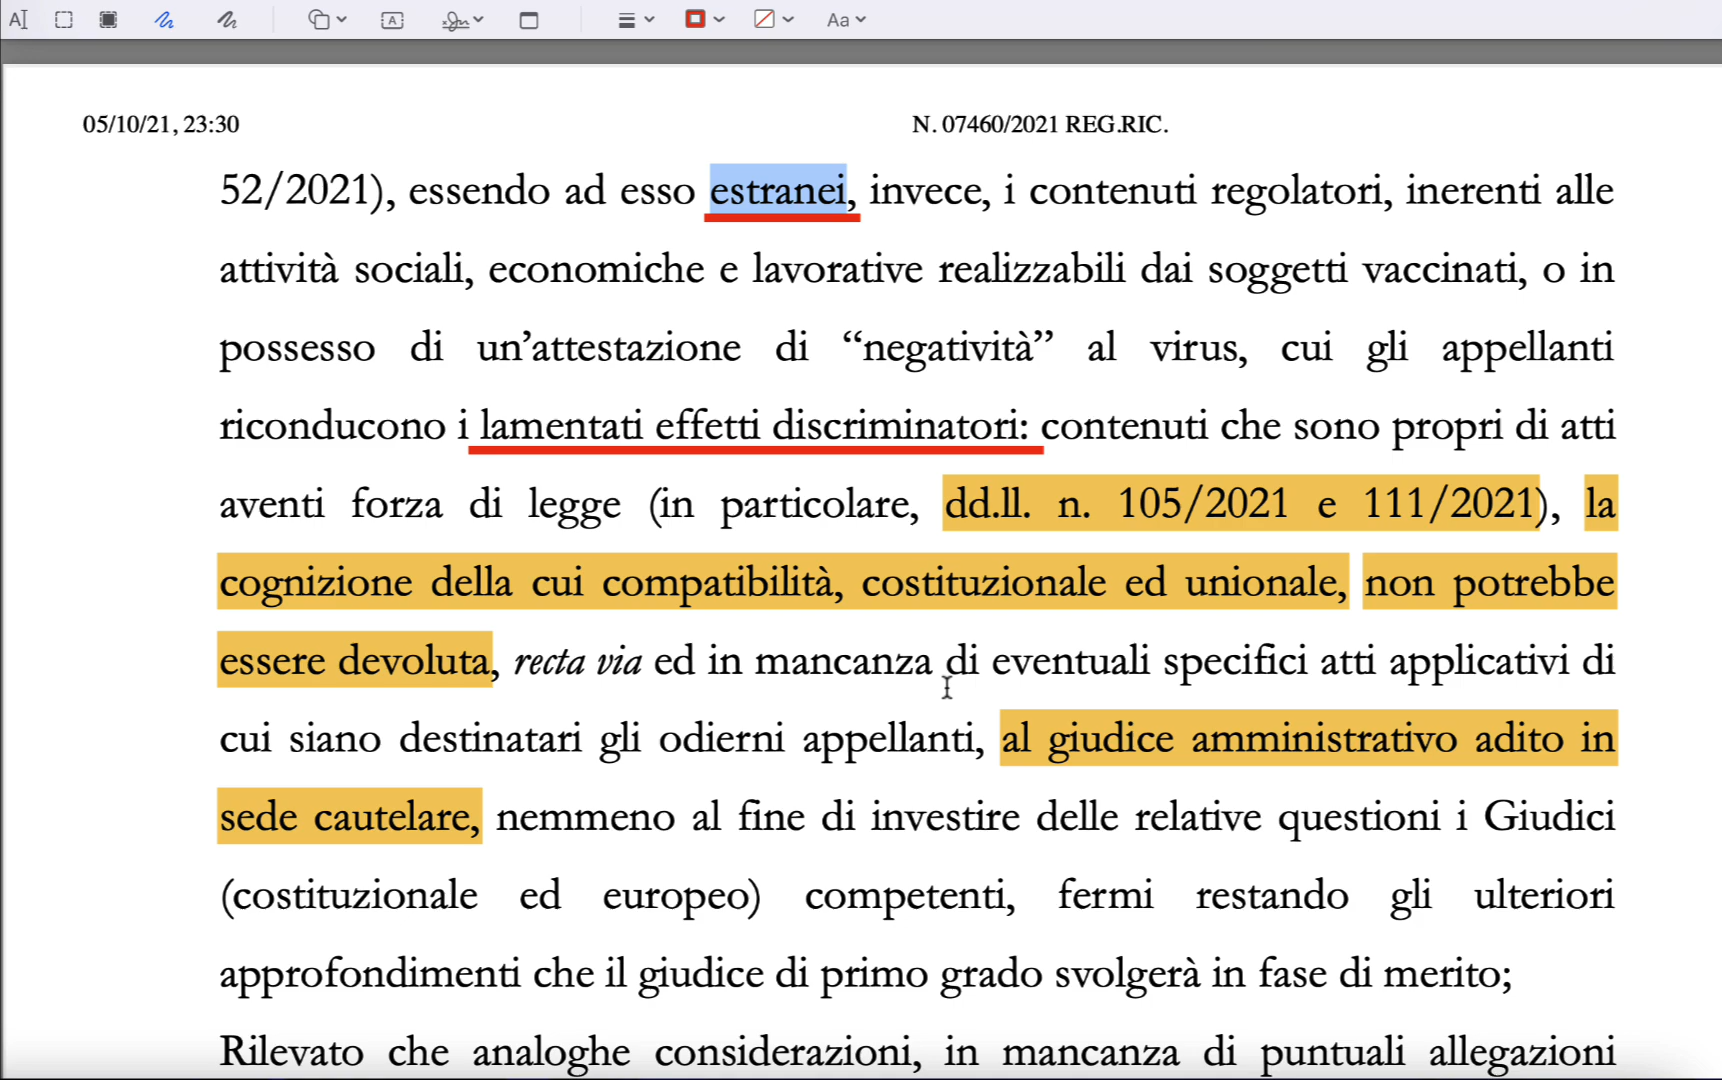 Aa
05/10/21, 23:30 N. 07460/2021 REG.RIC.
52/2021), essendo ad esso estranei, invece, i contenuti regolatori, inerenti alle
attività sociali, economiche e lavorative realizzabili dai soggetti vaccinati, o in
possesso di un’attestazione di “negatività” al virus, cui gli appellanti
riconducono i lamentati effetti discriminatori: contenuti che sono propri di atti
aventi forza di legge (in particolare, dd.ll. n. 105/2021 e 111/2021), la
cognizione della cui compatibilità, costituzionale ed unionale, non potrebbe
essere devoluta, recta via ed in mancanza di eventuali specifici atti applicativi di
cui siano destinatari gli odierni appellanti, al giudice amministrativo adito in
sede cautelare, nemmeno al fine di investire delle relative questioni i Giudici
(costituzionale ed europeo) competenti, fermi restando gli ulteriori
approfondimenti che il giudice di primo grado svolgerà in fase di merito;
Rilevato che analoghe considerazioni, in mancanza di puntuali allegazioni